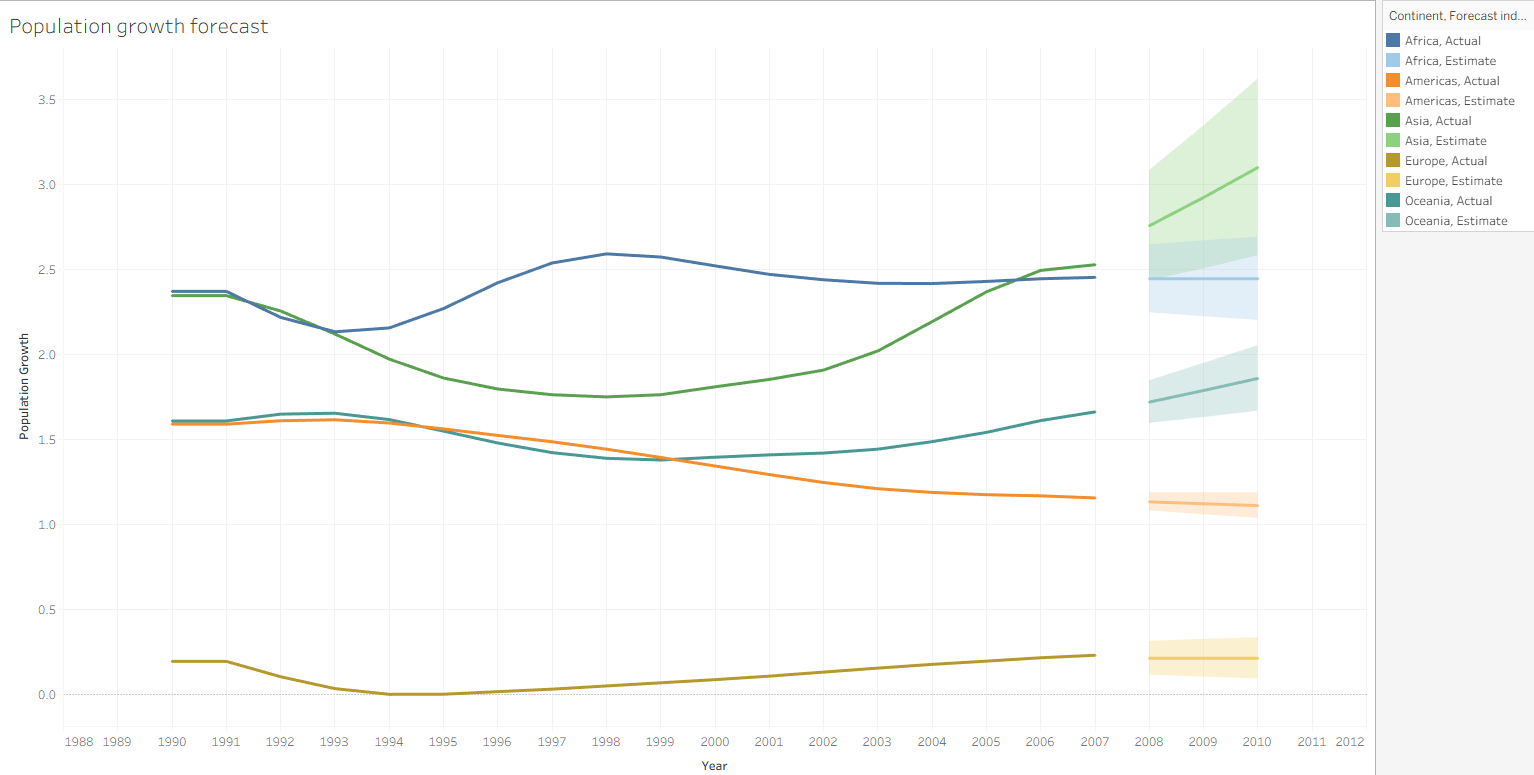 Population growth forecast
Continent, Forecast ind...
Africa, Actual
Africa, Estimate
Americas, Actual
Americas, Estimate
Asia, Actual
Asia, Estimate
Europe, Actual
Europe, Estimate
Oceania, Actual
Oceania, Estimate
Population Growth
3.5
3.0
2.5
2.0
1.5
1.0
0.5
0.0
1988 1989 1990 1991 1992 1993 1994 1995 1996 1997 1998 1999 2000 2001 2002 2003 2004 2005 2006 2007 2008 2009 2010 2011 2012
Year